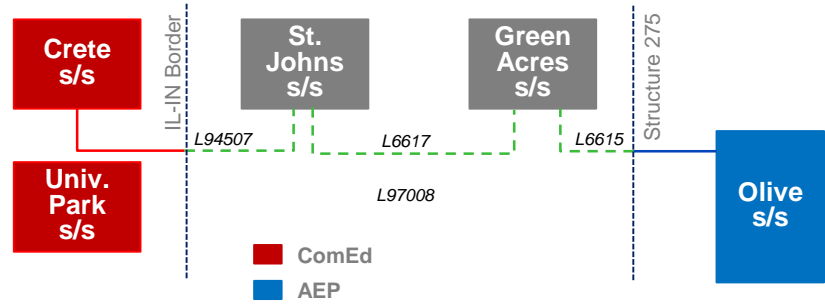 Crete
s/s
IL-IN Border
St.
Johns
s/s
Green
Acres
s/s
Structure 275
L94507
L6617
L6615
Univ.
Park
s/s
L97008
Olive
s/s
ComEd
AEP